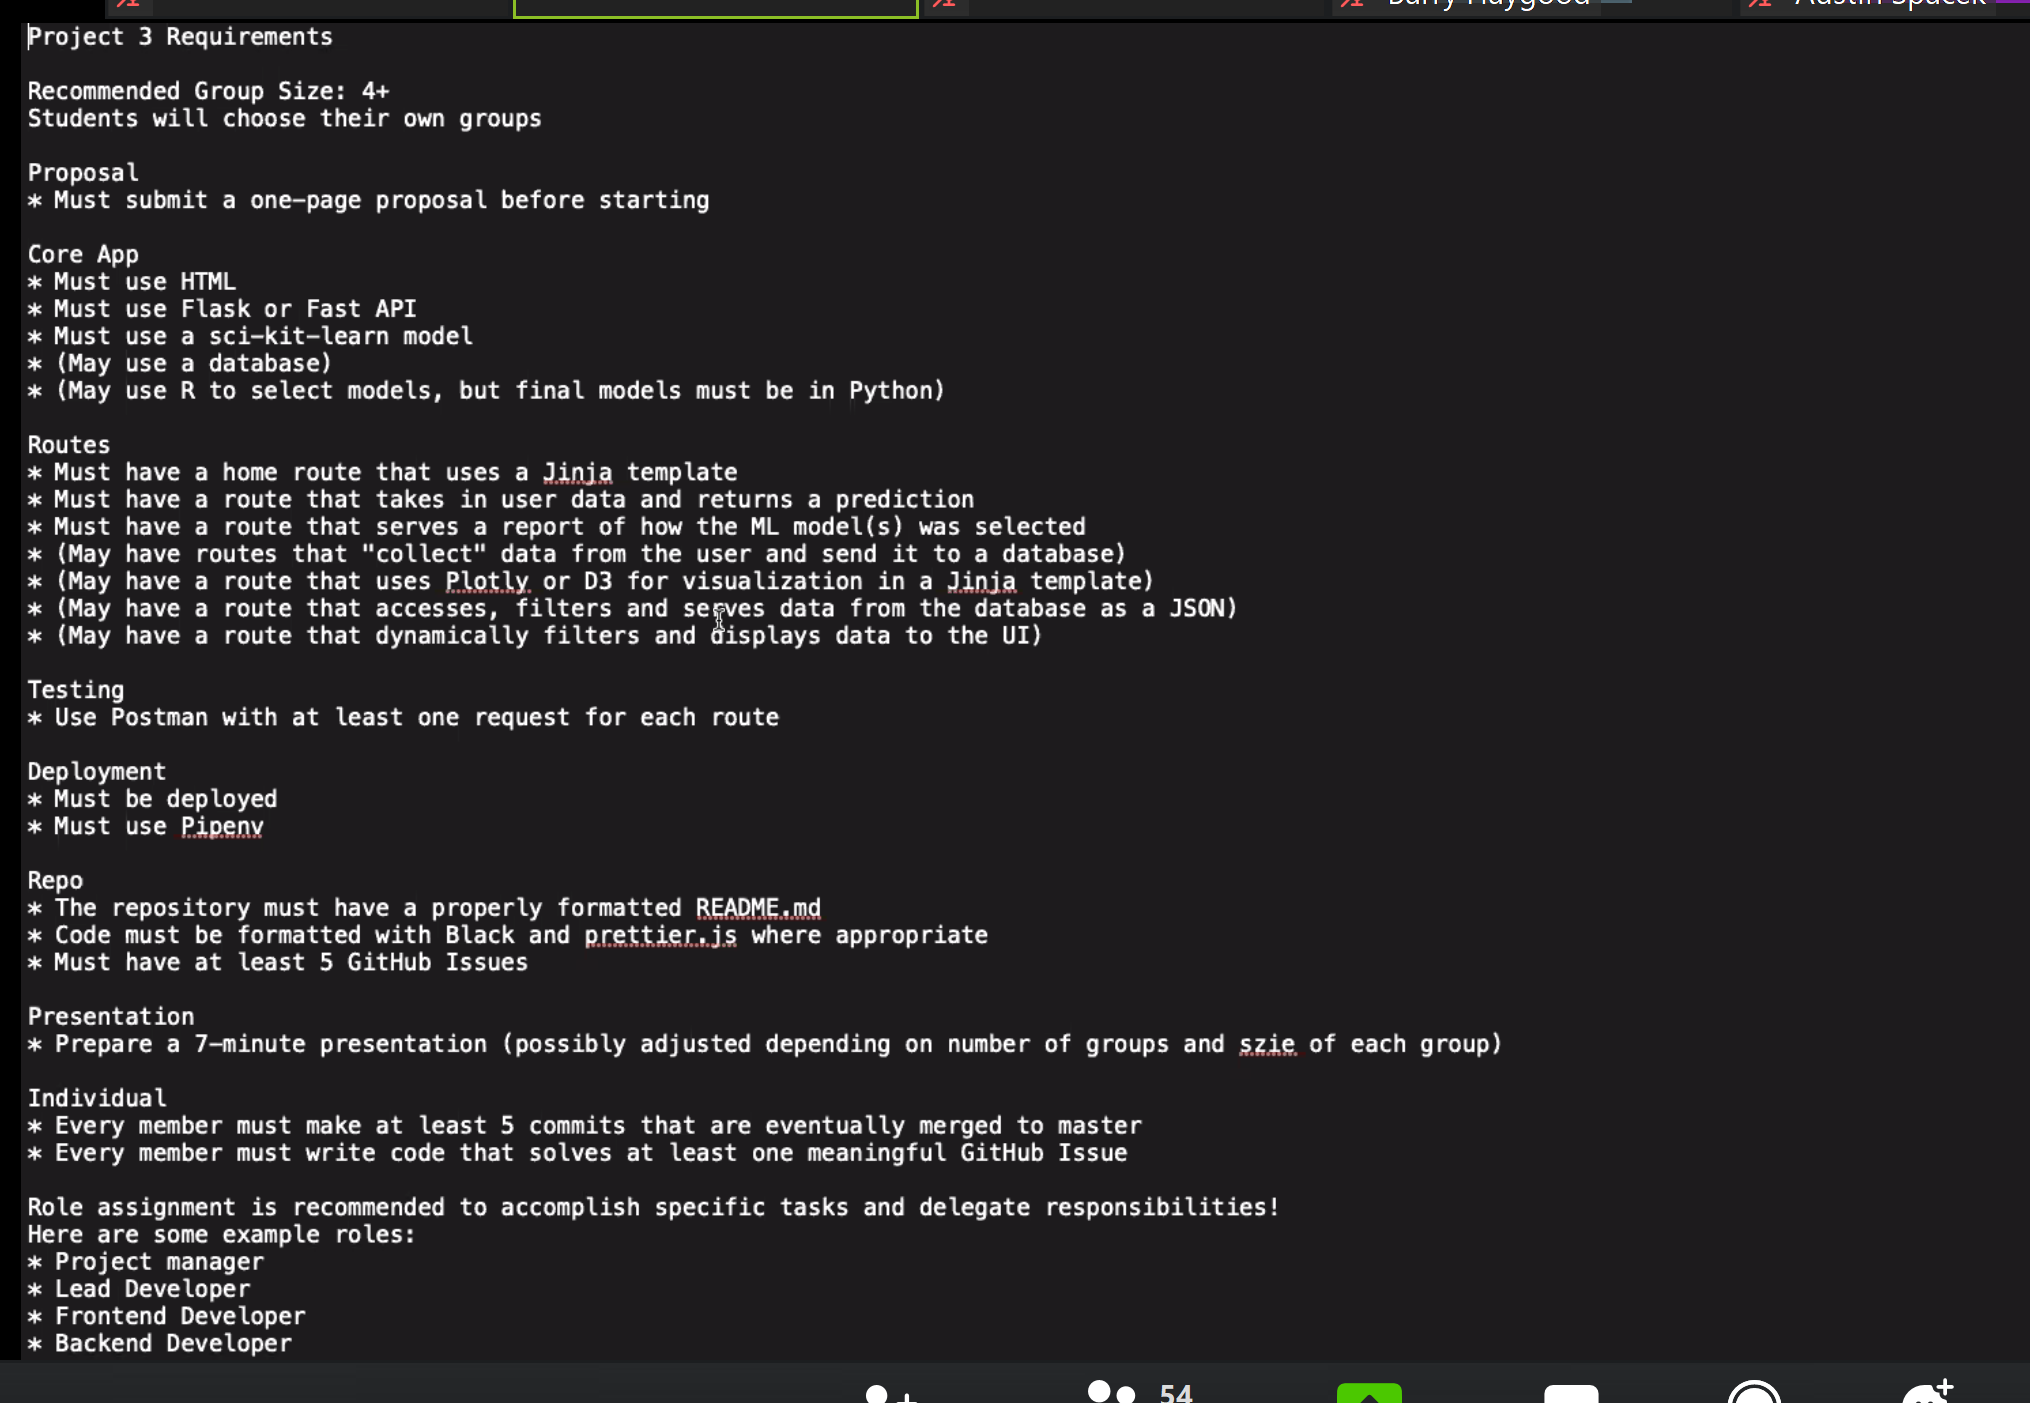 Project 3 Requirements
Recommended Group Size: 4+
Students will choose their own groups
Proposal
* Must submit a one-page proposal before starting
Core App
* Must use HTML
* Must use Flask or Fast API
* Must use a sci-kit-learn model
* (May use a database)
* (May use R to select models, but final models must be in Python)
Routes
* Must have a home route that uses a Jinja template
* Must have a route that takes in user data and returns a prediction
* Must have a route that serves a report of how the ML model(s) was selected
* (May have routes that "collect" data from the user and send it to a database)
* (May have a route that uses Plotly or D3 for visualization in a Jinja template)
* (May have a route that accesses, filters and serves data from the database as a JSON)
* (May have a route that dynamically filters and displays data to the UI)
Testing
* Use Postman with at least one request for each route
Deployment
* Must be deployed
* Must use Pipenv
Repo
* The repository must have a properly formatted README.md
* Code must be formatted with Black and prettier.js where appropriate
* Must have at least 5 GitHub Issues
Presentation
* Prepare a 7-minute presentation (possibly adjusted depending on number of groups and szie of each group)
Individual
* Every member must make at least 5 commits that are eventually merged to master
* Every member must write code that solves at least one meaningful GitHub Issue
Role assignment is recommended to accomplish specific tasks and delegate responsibilities!
Here are some example roles:
* Project manager
* Lead Developer
* Frontend Developer
* Backend Developer
54